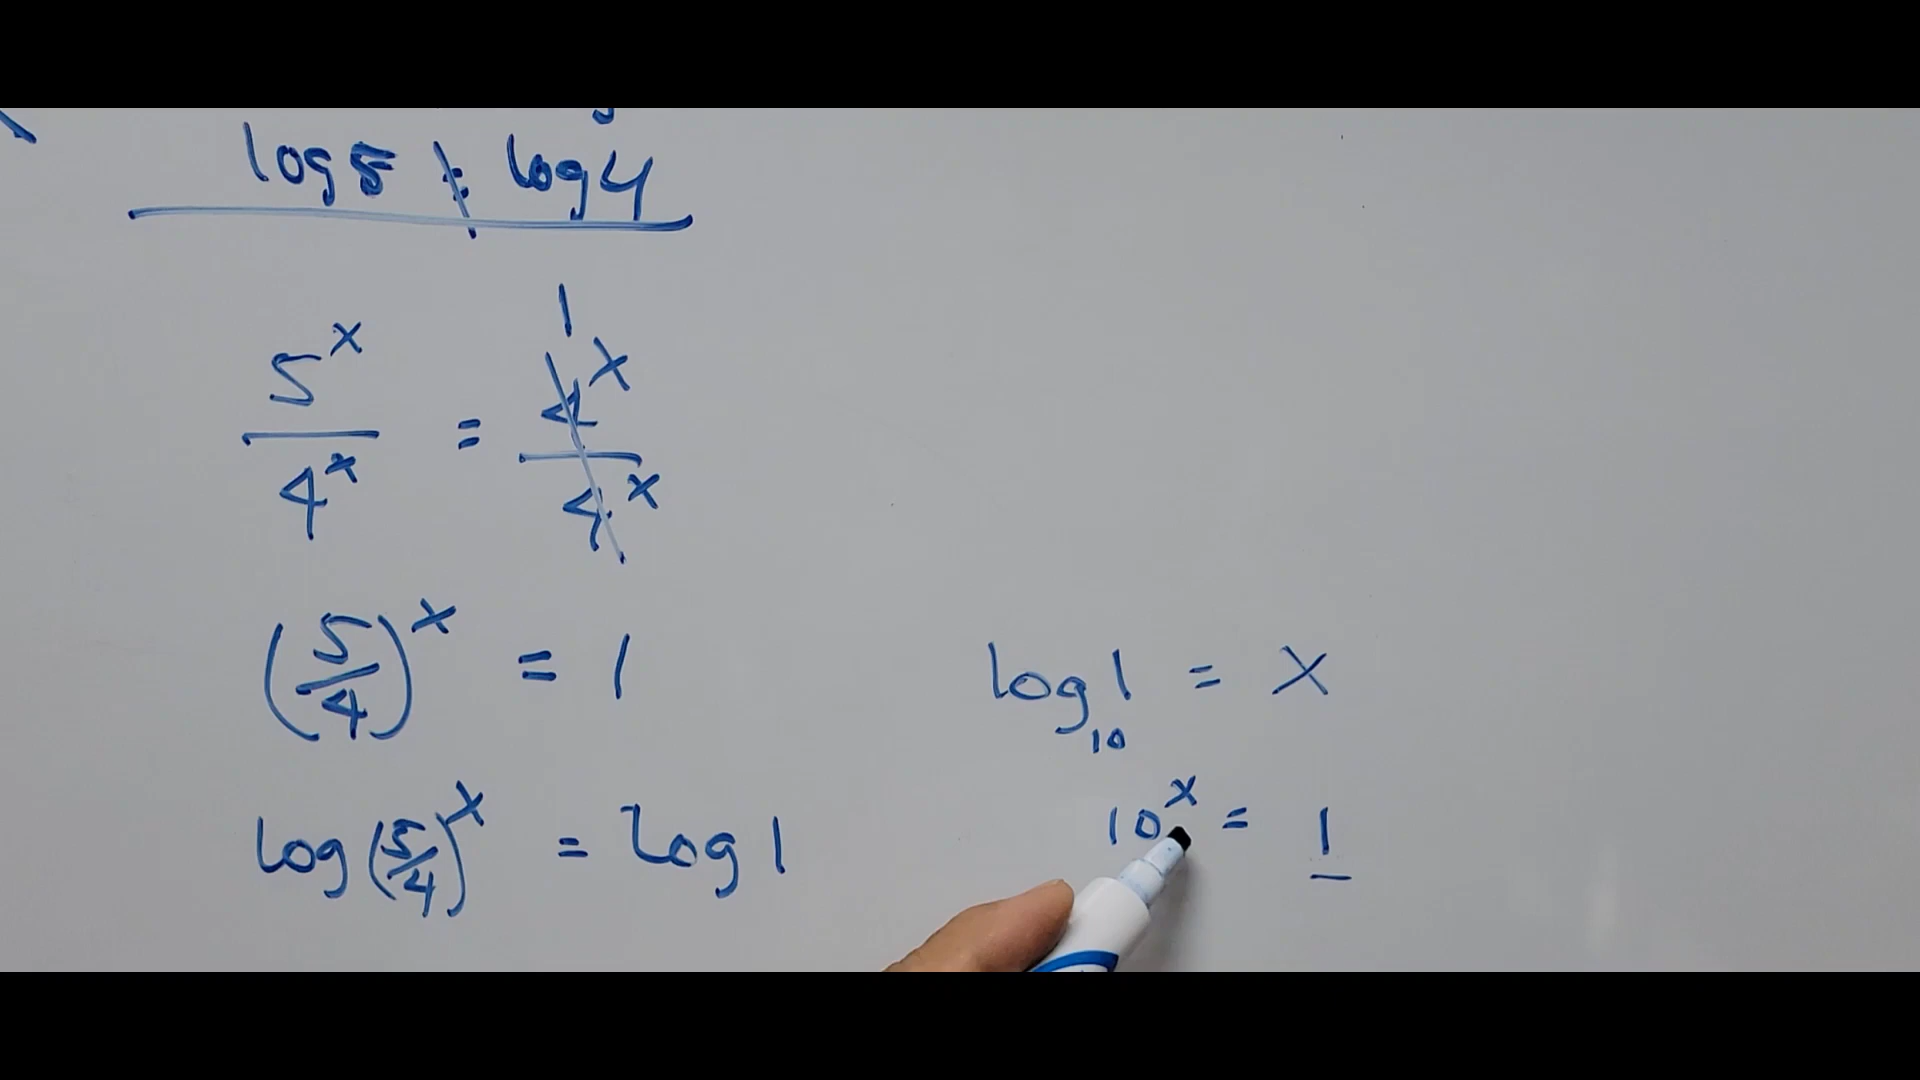 log 5 ≠ log 4
5^x / 4^x = 4^x / 4^x 1
(5/4)^x = 1
log (5/4)^x = log 1
log_10 1 = x
10^x = 1